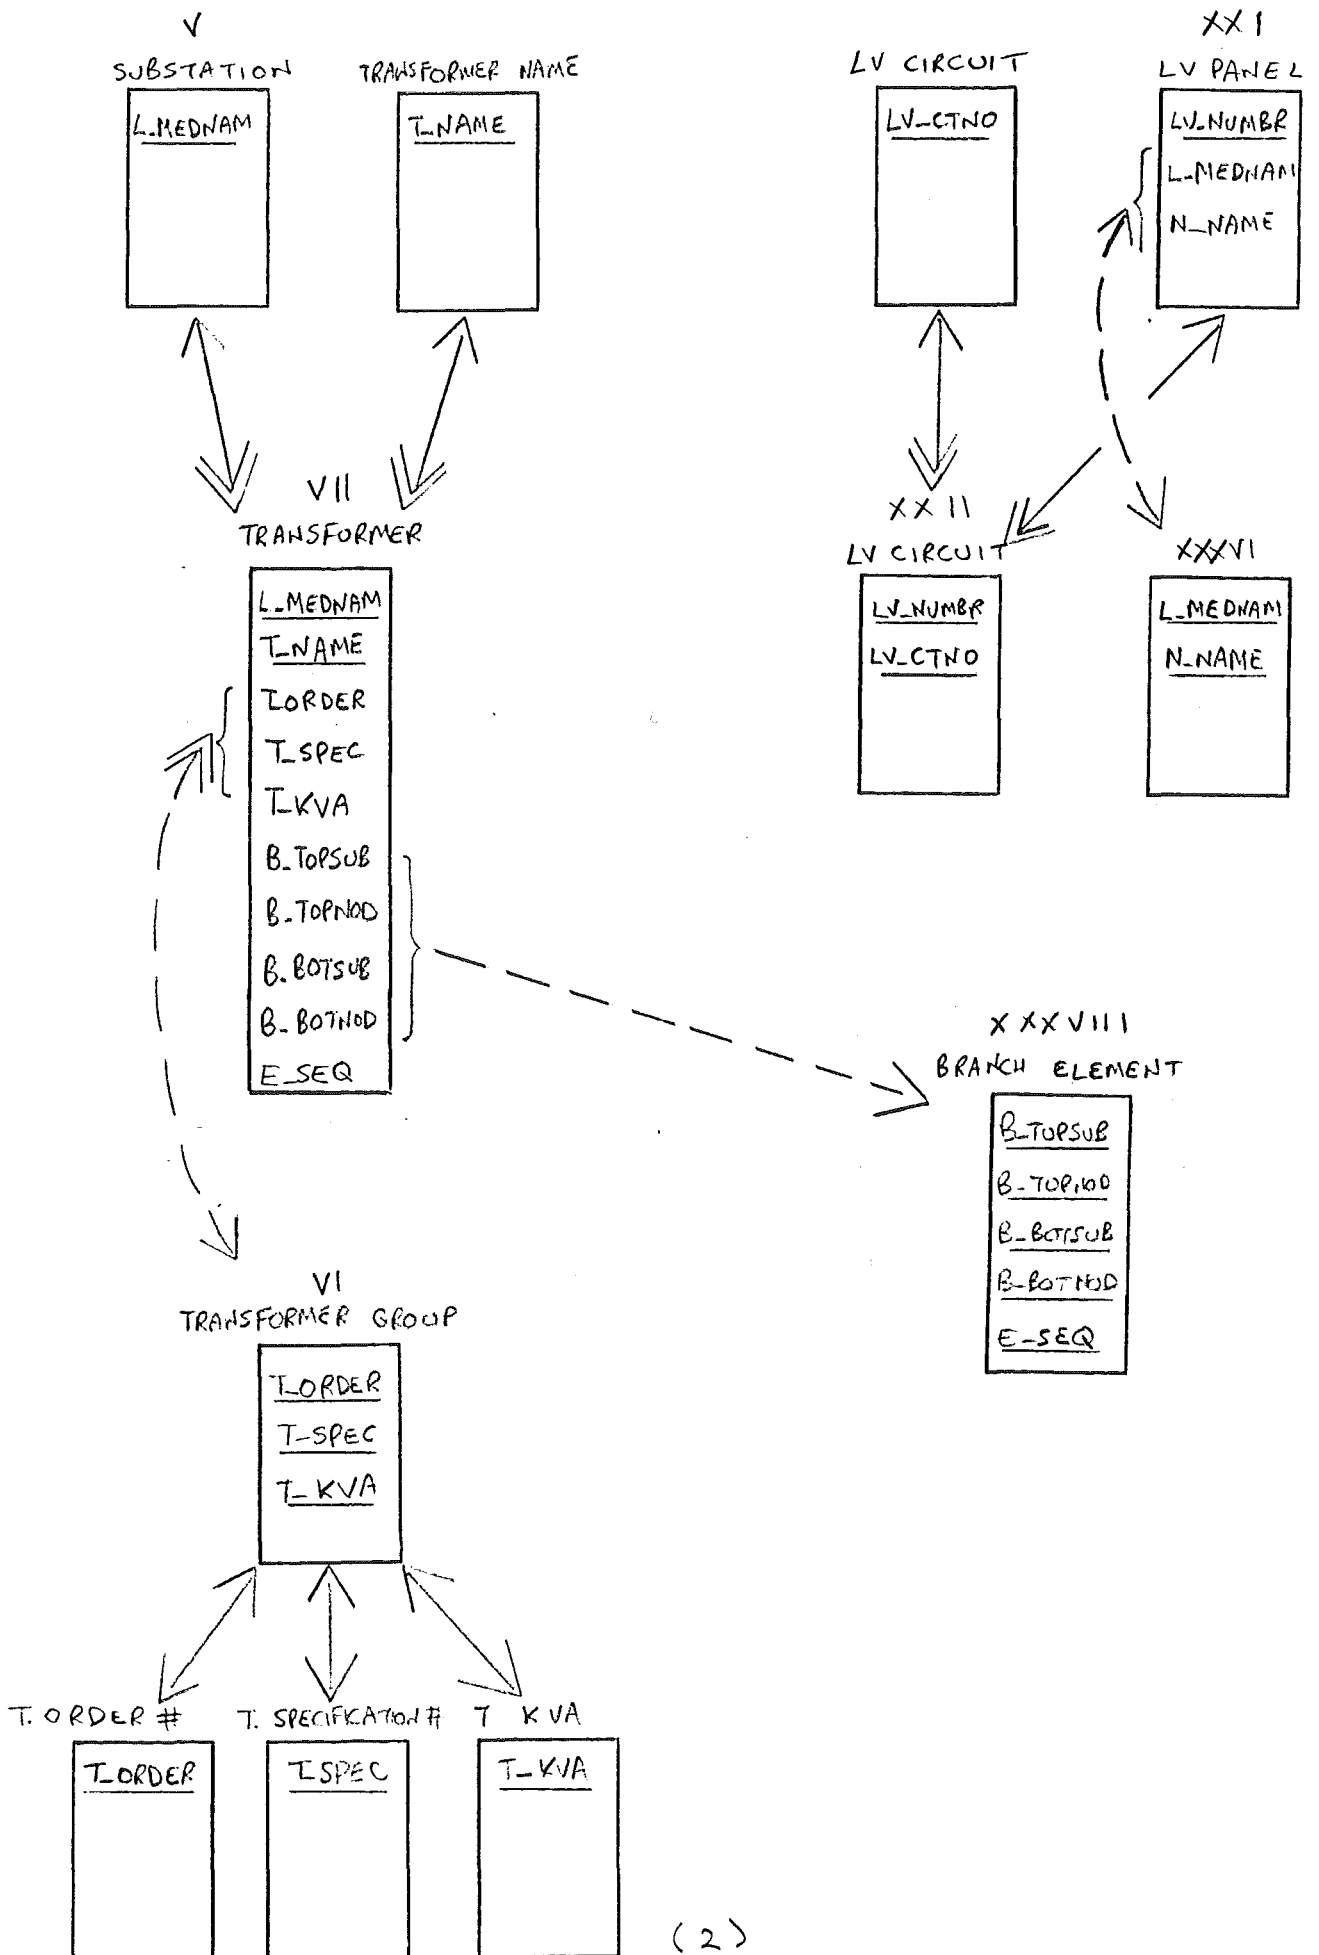 V
SUBSTATION
L_MEDNAM
TRANSFORMER NAME
T_NAME
LV CIRCUIT
LV_CTNO
XXI
LV PANEL
LV_NUMBR
L_MEDNAM
N_NAME
VII
TRANSFORMER
L_MEDNAM
T_NAME
T_ORDER
T_SPEC
T_KVA
B_TOPSUB
B_TOPNOD
B_BOTSUB
B_BOTNOD
E_SEQ
XXII
LV CIRCUIT
LV_NUMBR
LV_CTNO
XXXVI
L_MEDNAM
N_NAME
XXXVIII
BRANCH ELEMENT
B_TOPSUB
B_TOPNOD
B_BOTSUB
B_BOTNOD
E_SEQ
VI
TRANSFORMER GROUP
T_ORDER
T_SPEC
T_KVA
T. ORDER #
T_ORDER
T. SPECIFICATION #
T_SPEC
T KVA
T_KVA
(2)